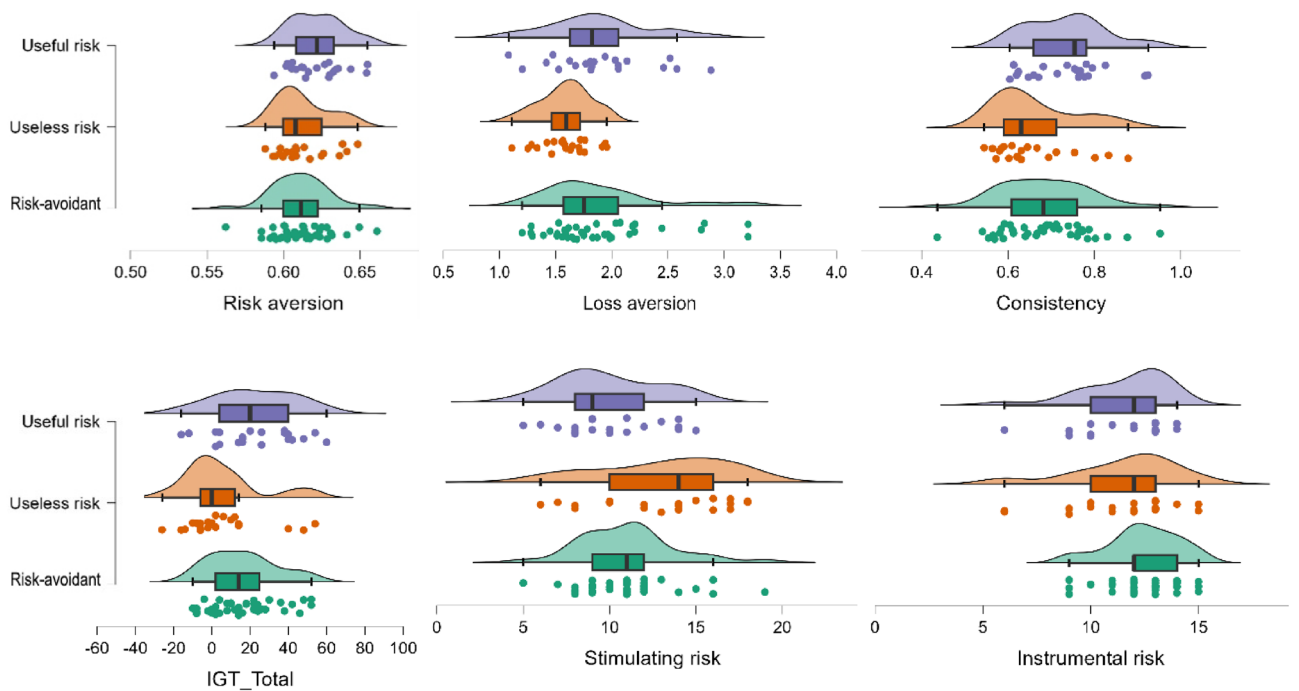 Useful risk
Useless risk
Risk-avoidant
0.50 0.55 0.60 0.65
Risk aversion
0.5 1.0 1.5 2.0 2.5 3.0 3.5 4.0
Loss aversion
0.4 0.6 0.8 1.0
Consistency
Useful risk
Useless risk
Risk-avoidant
-60 -40 -20 0 20 40 60 80 100
IGT_Total
0 5 10 15 20
Stimulating risk
0 5 10 15
Instrumental risk